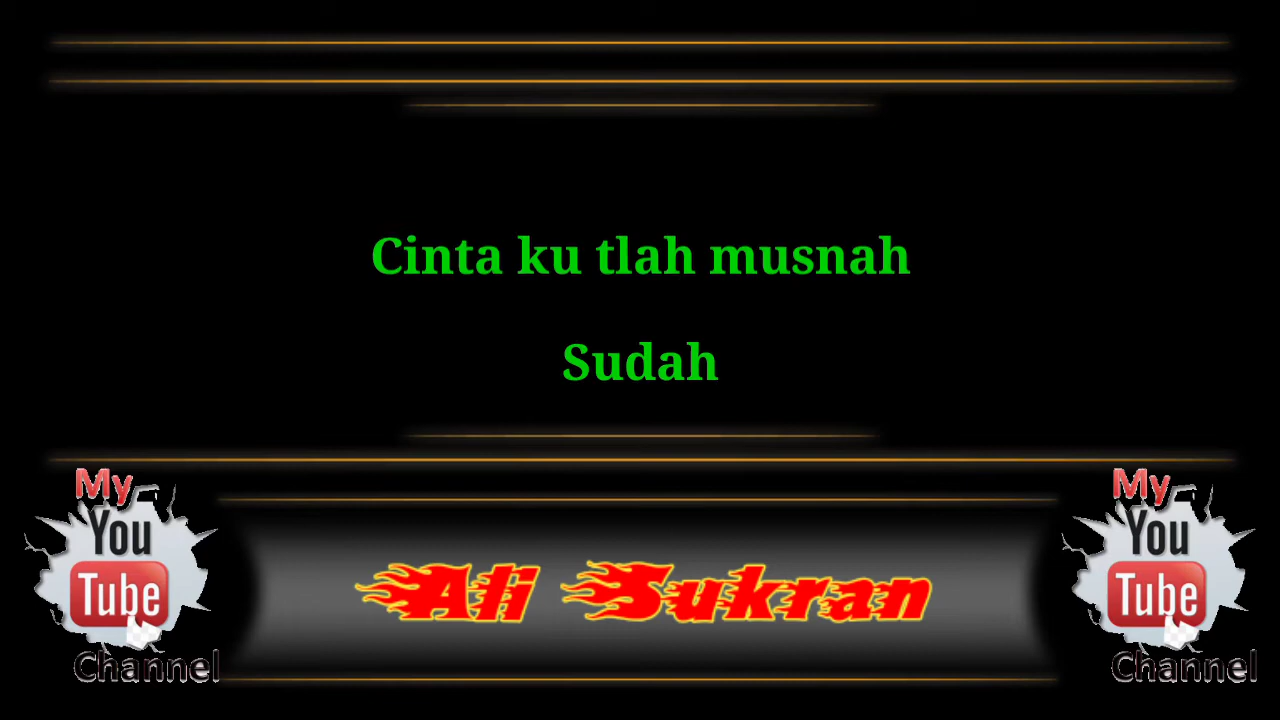 Cinta ku tlah musnah
Sudah
My
You
Tube
Channel
Ali Sukran
My
You
Tube
Channel